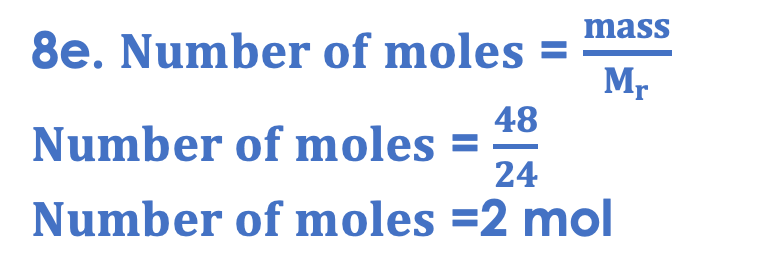 8e. Number of moles = mass/Mr
Number of moles = 48/24
Number of moles =2 mol